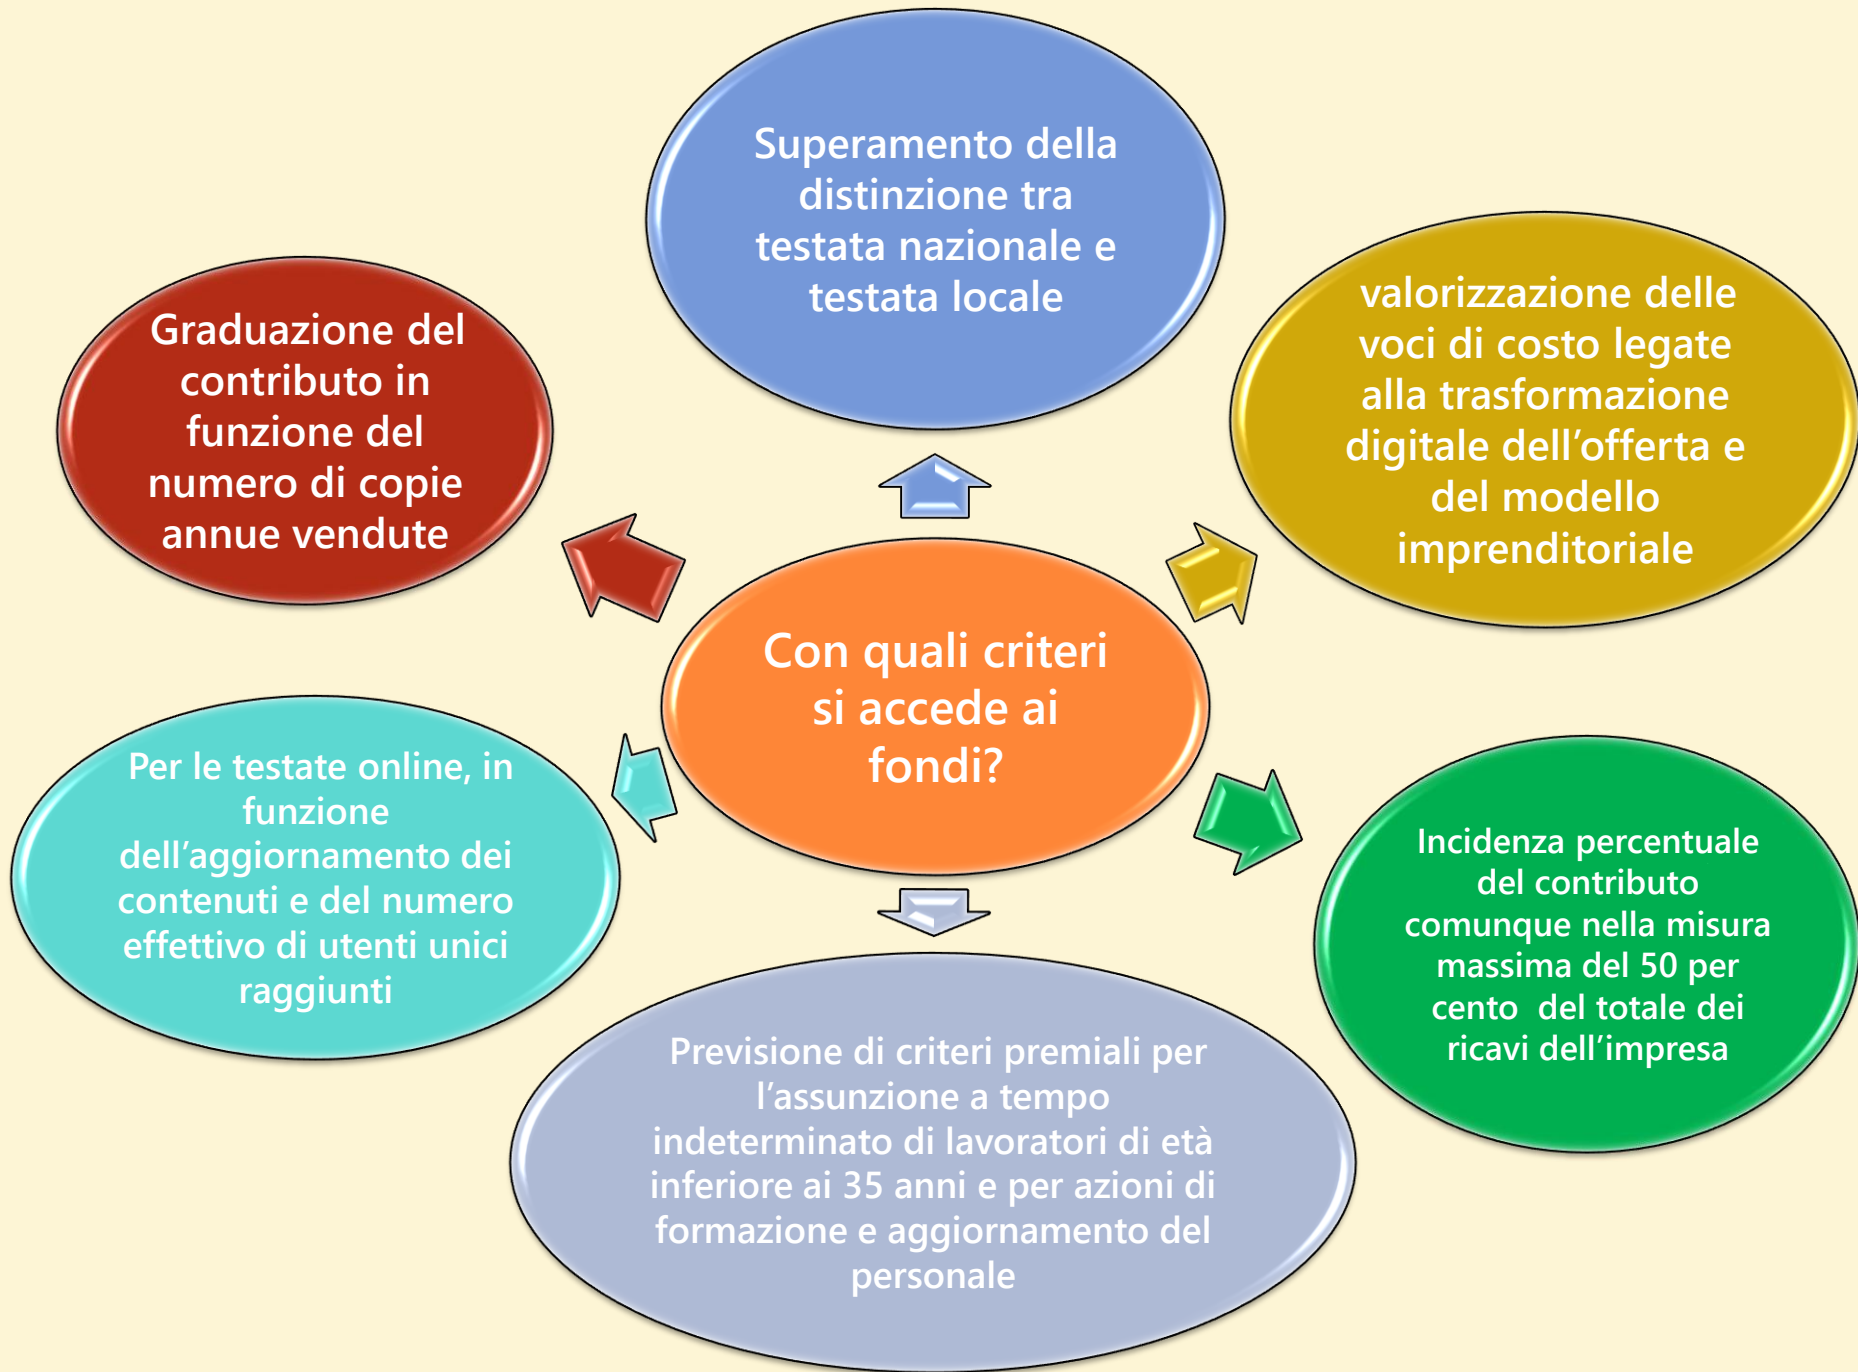 Superamento della
distinzione tra
testata nazionale e
testata locale
valorizzazione delle
voci di costo legate
alla trasformazione
digitale dell’offerta e
del modello
imprenditoriale
Graduazione del
contributo in
funzione del
numero di copie
annue vendute
Con quali criteri
si accede ai
fondi?
Per le testate online, in
funzione
dell’aggiornamento dei
contenuti e del numero
effettivo di utenti unici
raggiunti
Incidenza percentuale
del contributo
comunque nella misura
massima del 50 per
cento  del totale dei
ricavi dell’impresa
Previsione di criteri premiali per
l’assunzione a tempo
indeterminato di lavoratori di età
inferiore ai 35 anni e per azioni di
formazione e aggiornamento del
personale